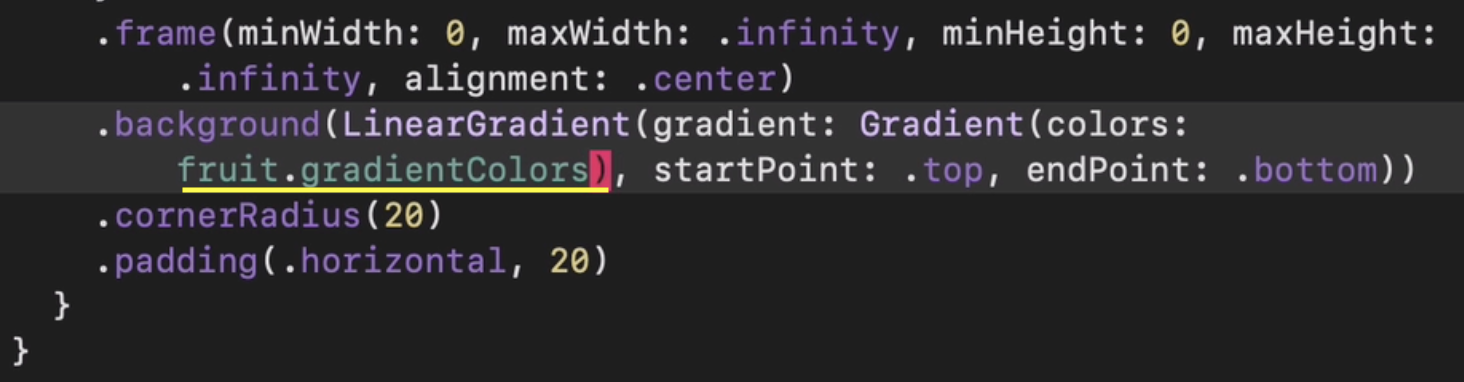 .frame(minWidth: 0, maxWidth: .infinity, minHeight: 0, maxHeight:
.infinity, alignment: .center)
.background(LinearGradient(gradient: Gradient(colors:
fruit.gradientColors), startPoint: .top, endPoint: .bottom))
.cornerRadius(20)
.padding(.horizontal, 20)
}
}